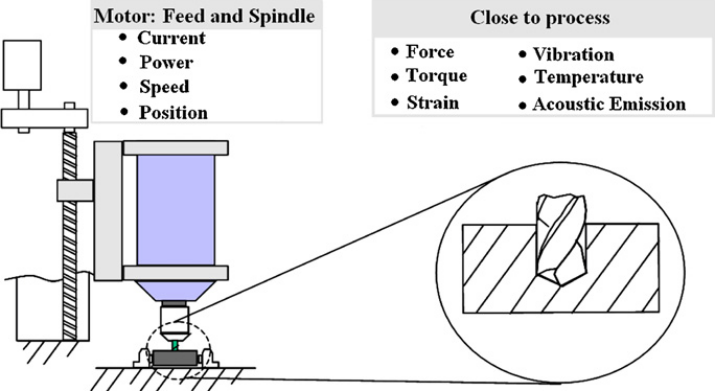 Motor: Feed and Spindle
• Current
• Power
• Speed
• Position
Close to process
• Force
• Torque
• Strain
• Vibration
• Temperature
• Acoustic Emission